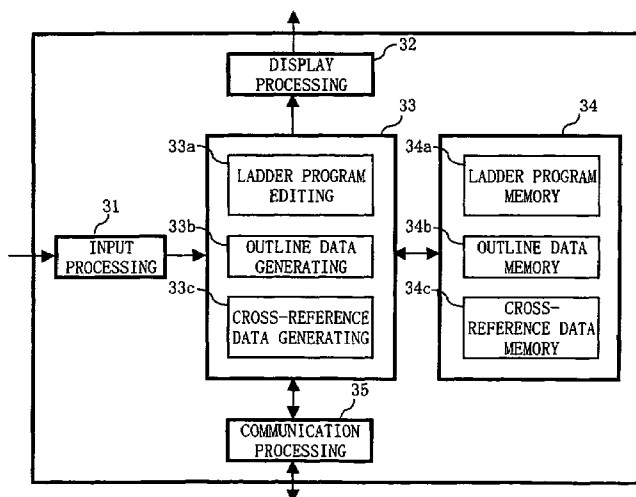 32
DISPLAY
PROCESSING
33
34
33a
LADDER PROGRAM
EDITING
34a
LADDER PROGRAM
MEMORY
31
INPUT
PROCESSING
33b
OUTLINE DATA
GENERATING
34b
OUTLINE DATA
MEMORY
33c
CROSS-REFERENCE
DATA GENERATING
34c
CROSS-
REFERENCE DATA
MEMORY
35
COMMUNICATION
PROCESSING